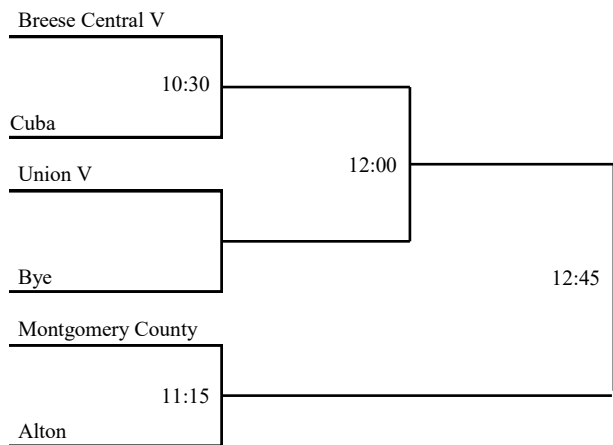 Breese Central V
10:30
Cuba
Union V
12:00
Bye
12:45
Montgomery County
11:15
Alton